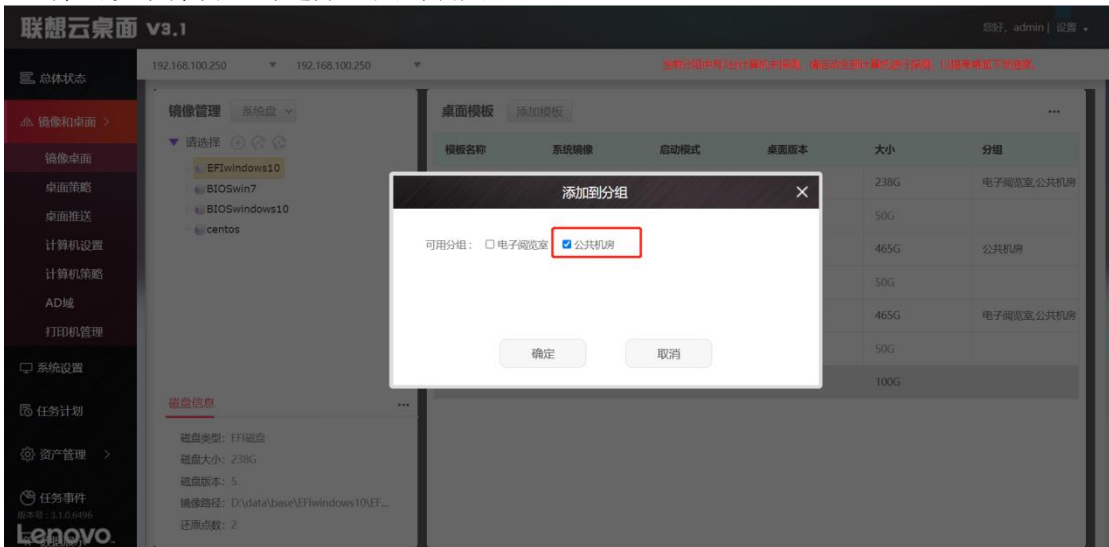 联想云桌面 V3.1
您好，admin | 设置
总体状态
192.168.100.250
192.168.100.250
镜像和桌面
镜像桌面
桌面策略
桌面推送
计算机设置
计算机策略
AD域
打印机管理
系统设置
任务计划
资产管理
任务事件
版本号：3.1.0.6496
Lenovo
镜像管理 系统盘
请选择
EFIwindows10
BIOSwin7
BIOSwindows10
centos
磁盘信息
磁盘类型：EFI磁盘
磁盘大小：238G
磁盘版本：5
镜像路径：D:\data\base\EFIwindows10\EF...
还原点数：2
桌面模板 添加模板
模板名称 系统镜像 启动模式 桌面版本 大小 分组
238G 电子阅览室,公共机房
50G
465G 公共机房
50G
465G 电子阅览室,公共机房
50G
100G
添加到分组
可用分组： 电子阅览室 公共机房
确定 取消